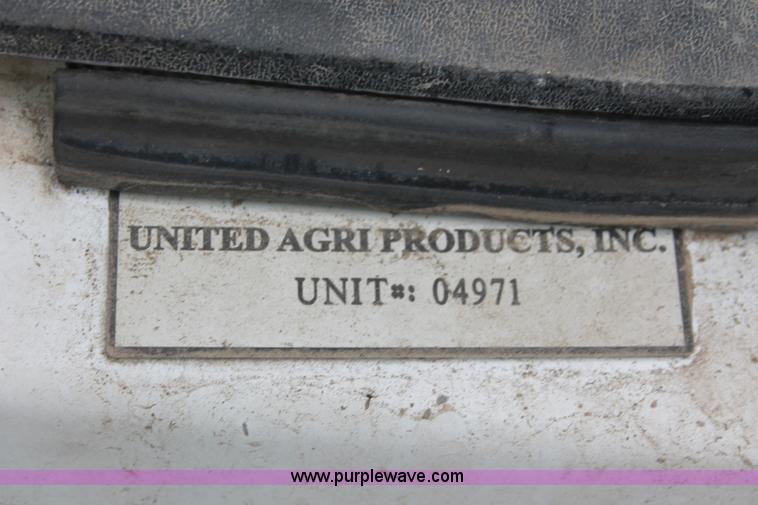 UNITED AGRI PRODUCTS, INC.
UNIT#: 04971
www.purplewave.com